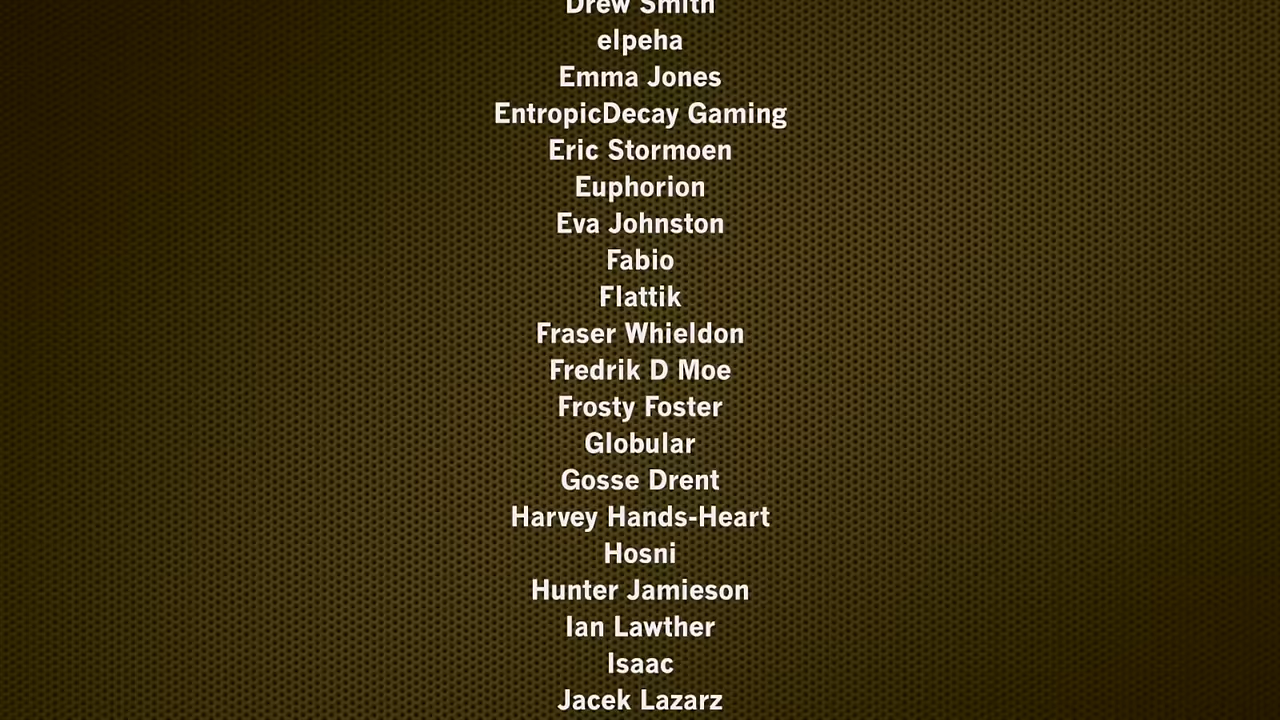 Drew Smith
elpeha
Emma Jones
EntropicDecay Gaming
Eric Stormoen
Euphorion
Eva Johnston
Fabio
Flattik
Fraser Whieldon
Fredrik D Moe
Frosty Foster
Globular
Gosse Drent
Harvey Hands-Heart
Hosni
Hunter Jamieson
Ian Lawther
Isaac
Jacek Lazarz